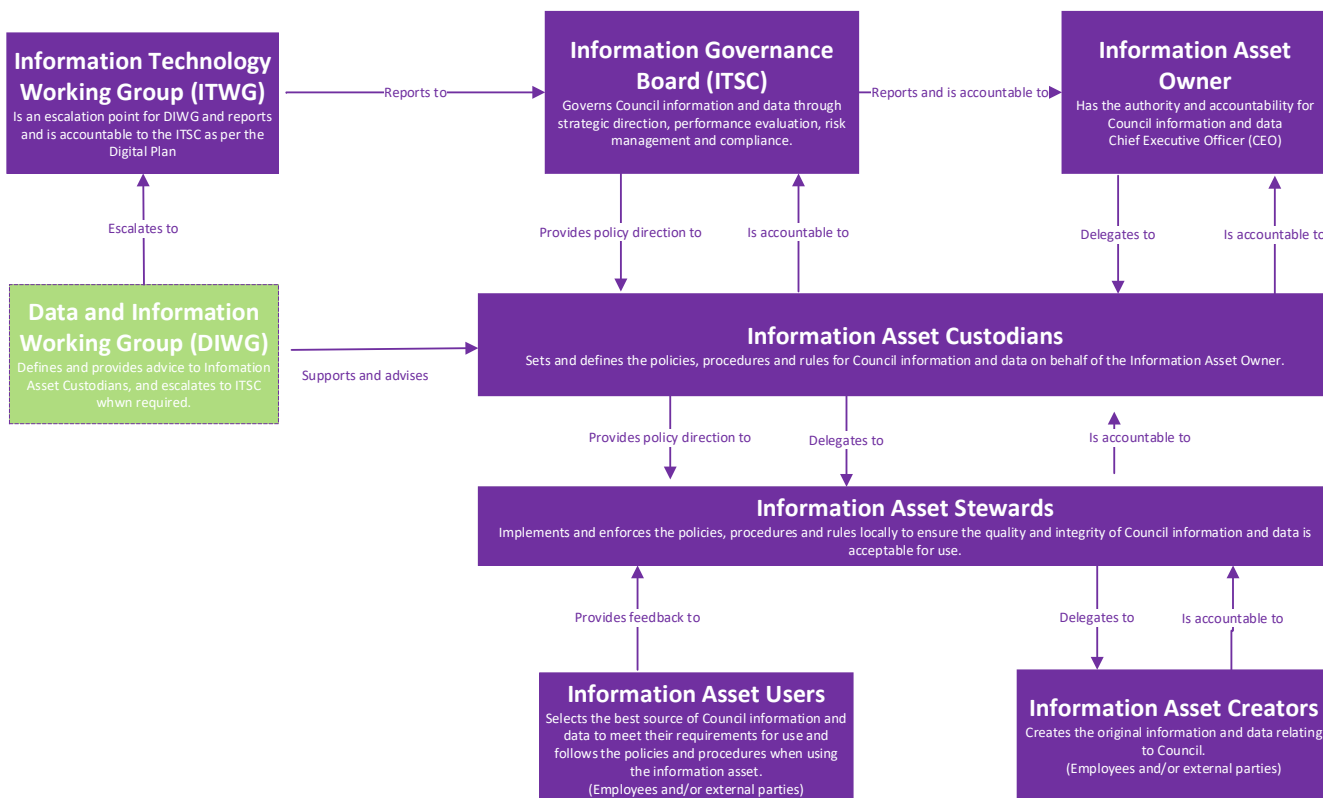 Information Technology
Working Group (ITWG)
Is an escalation point for DIWG and reports
and is accountable to the ITSC as per the
Digital Plan
Reports to
Information Governance
Board (ITSC)
Governs Council information and data through
strategic direction, performance evaluation, risk
management and compliance.
Reports and is accountable to
Information Asset
Owner
Has the authority and accountability for
Council information and data
Chief Executive Officer (CEO)
Escalates to
Provides policy direction to
Is accountable to
Delegates to
Is accountable to
Data and Information
Working Group (DIWG)
Defines and provides advice to Infomation
Asset Custodians, and escalates to ITSC
whwn required.
Supports and advises
Information Asset Custodians
Sets and defines the policies, procedures and rules for Council information and data on behalf of the Information Asset Owner.
Provides policy direction to
Delegates to
Is accountable to
Information Asset Stewards
Implements and enforces the policies, procedures and rules locally to ensure the quality and integrity of Council information and data is
acceptable for use.
Provides feedback to
Delegates to
Is accountable to
Information Asset Users
Selects the best source of Council information and
data to meet their requirements for use and
follows the policies and procedures when using
the information asset.
(Employees and/or external parties)
Information Asset Creators
Creates the original information and data relating
to Council.
(Employees and/or external parties)